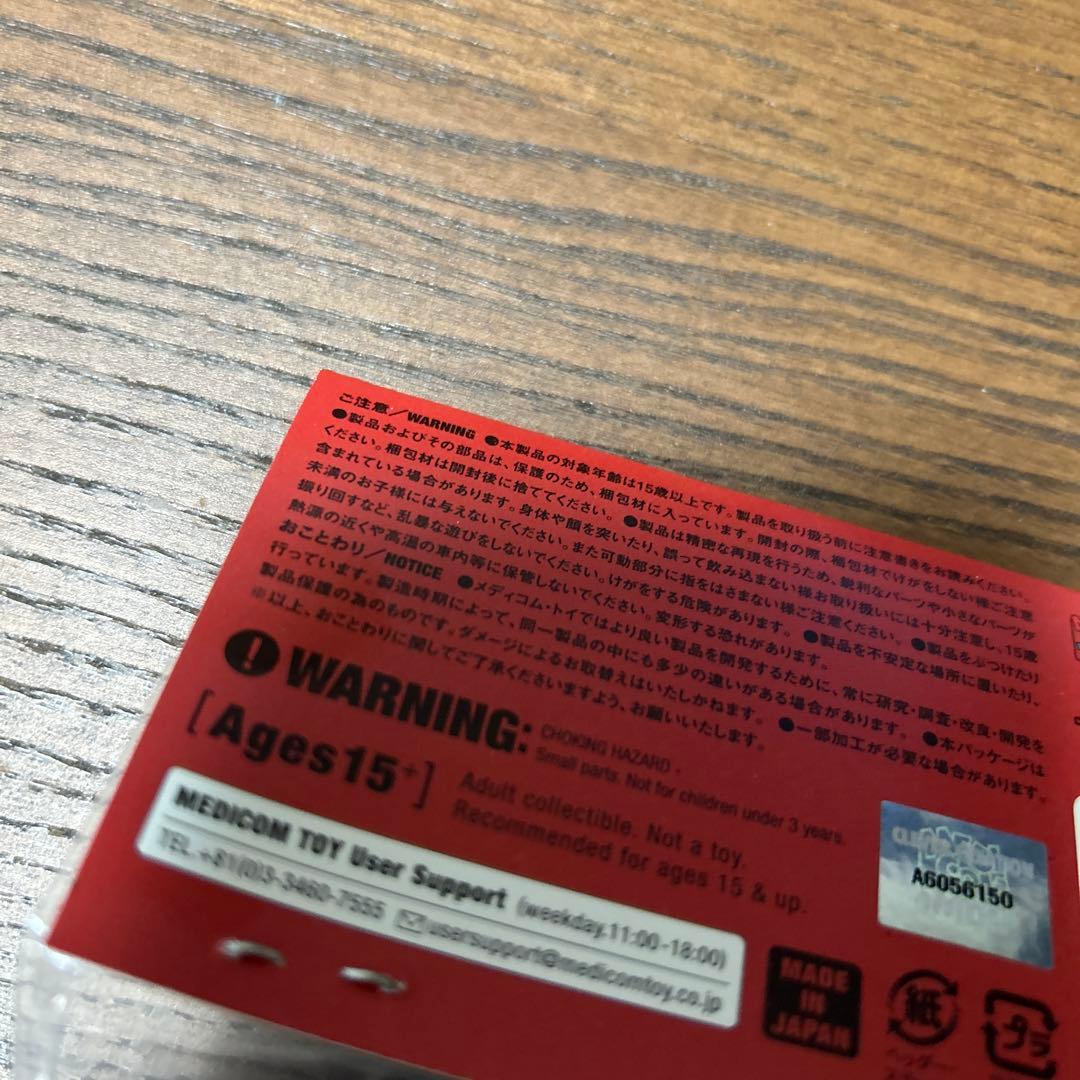 ご注意/WARNING ●本製品の対象年齢は15歳以上です。製品を取り扱う前に注意書きをお読みください。
●製品およびその部品は、保護のため、梱包材に入っています。開封の際、梱包材でけがをしない様ご注意
ください。梱包材は開封後に捨ててください。 ●製品は精密な再現を行うため、鋭利なパーツや小さなパーツが
含まれている場合があります。身体や顔を突いたり、誤って飲み込まない様お取り扱いには十分注意し、15歳
未満のお子様には与えないでください。また可動部分に指をはさまない様ご注意ください。 ●製品をぶつけたり
振り回すなど、乱暴な遊びをしないでください。けがをする危険があります。 ●製品を不安定な場所に置いたり、
熱源の近くや高温の車内等に保管しないでください。変形する恐れがあります。
おことわり/NOTICE ●メディコム・トイではより良い製品を開発するために、常に研究・調査・改良・開発を
行っています。製造時期によって、同一製品の中にも多少の違いがある場合があります。 ●本パッケージは
製品保護の為のものです。ダメージによるお取替えはいたしかねます。 ●一部加工が必要な場合があります。
※以上、おことわりに関してご了承くださいますよう、お願いいたします。
WARNING: CHOKING HAZARD.
Small parts. Not for children under 3 years.
[Ages15+] Adult collectible. Not a toy.
Recommended for ages 15 & up.
MEDICOM TOY User Support (weekday.11:00-18:00)
TEL.+81(0)3-3460-7555 usersupport@medicomtoy.co.jp
A6056150
MADE
IN
JAPAN
紙
プラ